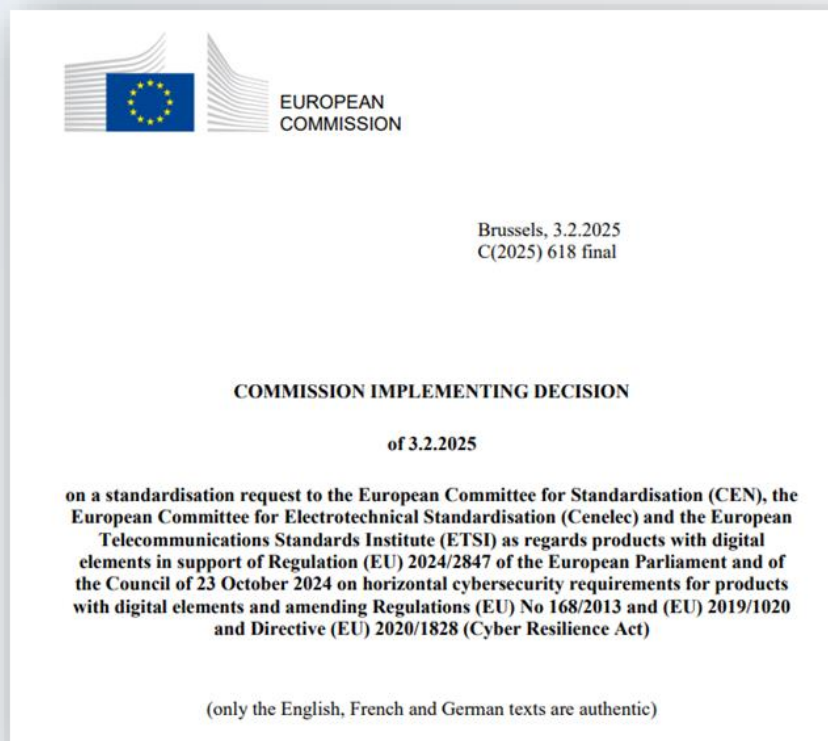 EUROPEAN
COMMISSION
Brussels, 3.2.2025
C(2025) 618 final
COMMISSION IMPLEMENTING DECISION
of 3.2.2025
on a standardisation request to the European Committee for Standardisation (CEN), the
European Committee for Electrotechnical Standardisation (Cenelec) and the European
Telecommunications Standards Institute (ETSI) as regards products with digital
elements in support of Regulation (EU) 2024/2847 of the European Parliament and of
the Council of 23 October 2024 on horizontal cybersecurity requirements for products
with digital elements and amending Regulations (EU) No 168/2013 and (EU) 2019/1020
and Directive (EU) 2020/1828 (Cyber Resilience Act)
(only the English, French and German texts are authentic)